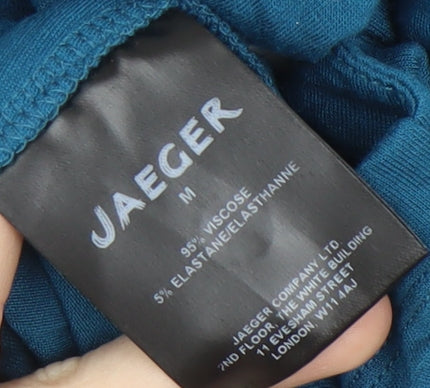 JAEGER
M
95% VISCOSE
5% ELASTANE/ELASTHANNE
JAEGER COMPANY LTD
2ND FLOOR, THE WHITE BUILDING
11 EVESHAM STREET
LONDON, W11 4AJ